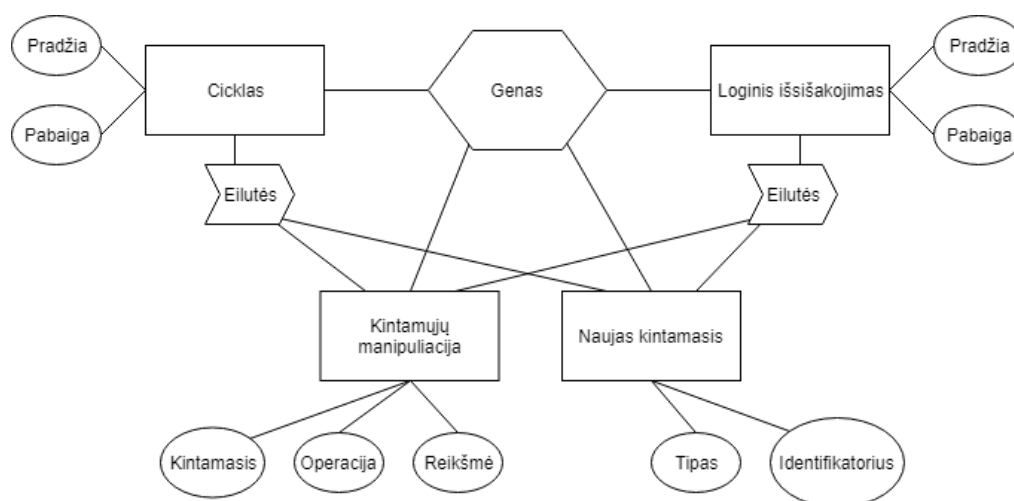 Pradžia
Pradžia
Cicklas
Genas
Loginis išsišakojimas
Pabaiga
Pabaiga
Eilutės
Eilutės
Kintamųjų
manipuliacija
Naujas kintamasis
Kintamasis
Operacija
Reikšmė
Tipas
Identifikatorius